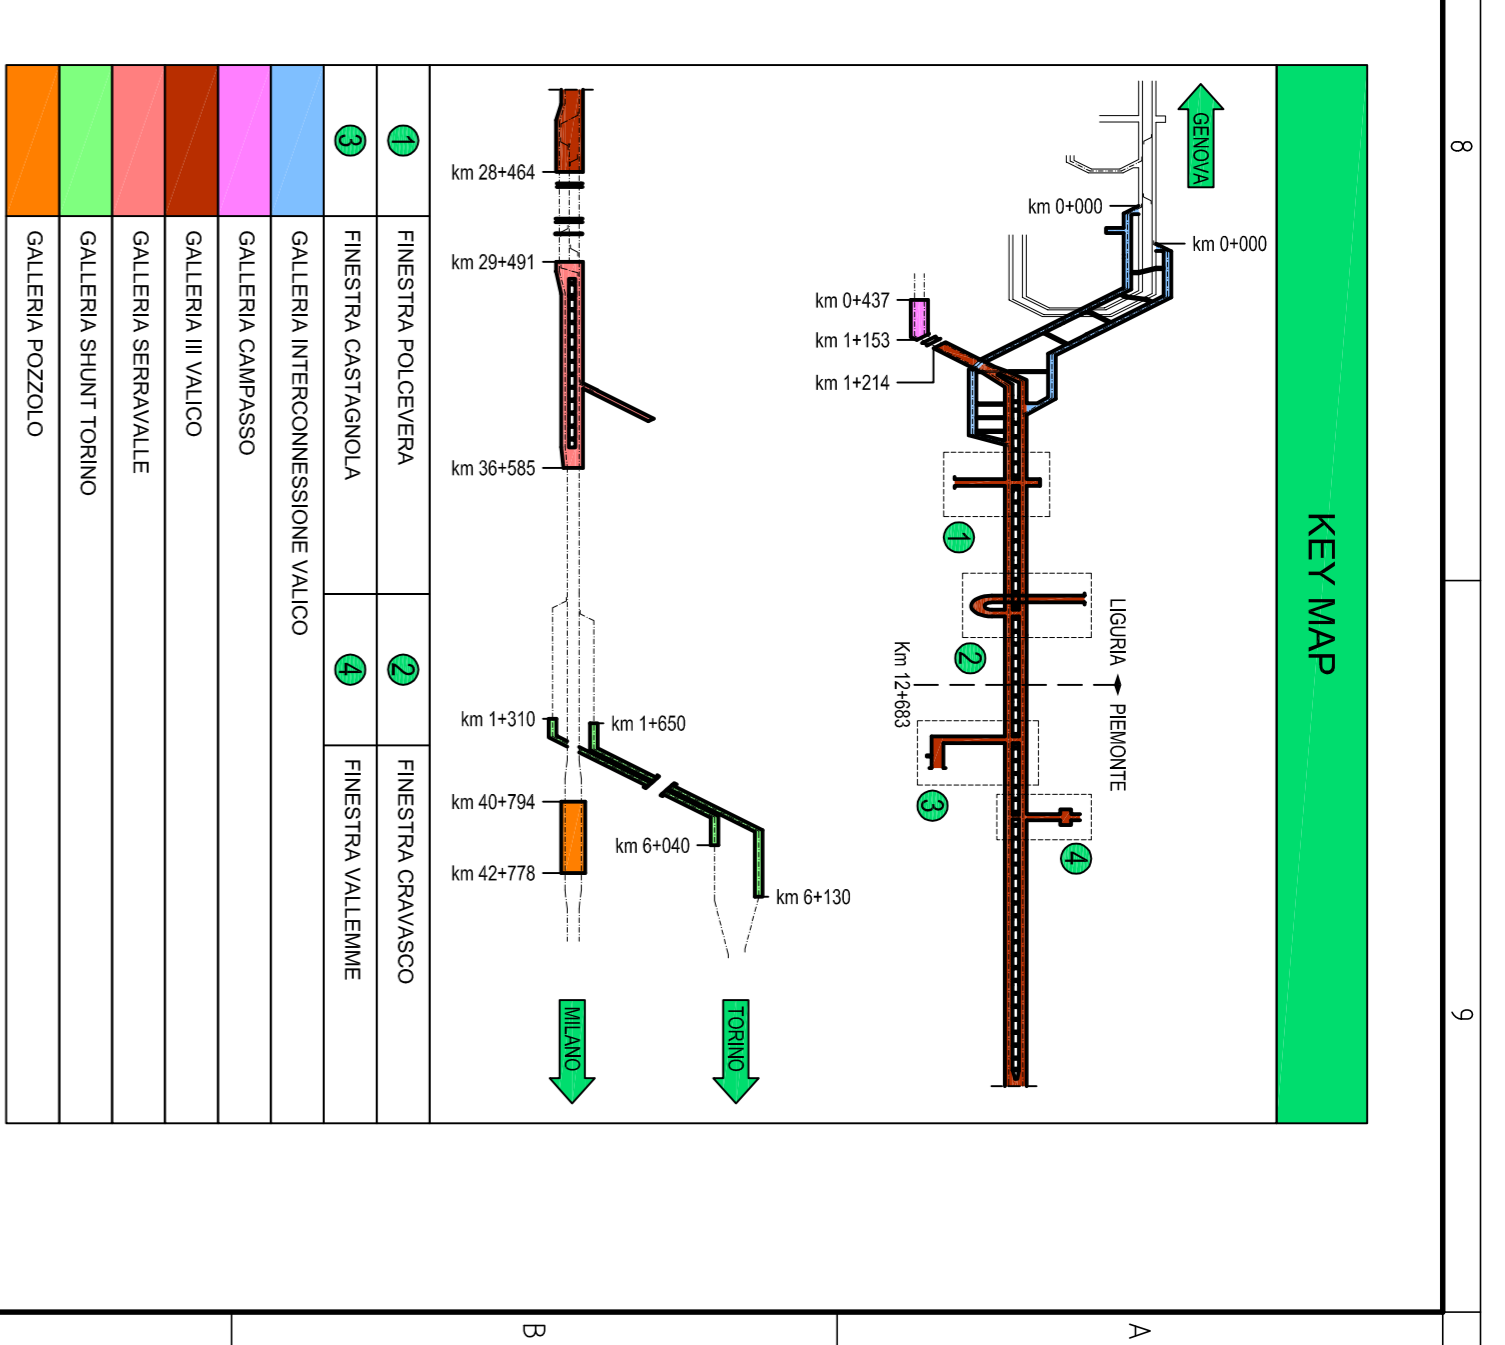 8
9
KEY MAP
GENOVA
km 0+000
km 0+000
km 0+437
km 1+153
km 1+214
1
2
LIGURIA
PIEMONTE
Km 12+683
3
4
km 28+464
km 29+491
km 36+585
km 1+310
km 1+650
km 40+794
km 42+778
km 6+040
km 6+130
MILANO
TORINO
1 FINESTRA POLCEVERA
2 FINESTRA CRAVASCO
3 FINESTRA CASTAGNOLA
4 FINESTRA VALLEMME
GALLERIA INTERCONNESSIONE VALICO
GALLERIA CAMPASSO
GALLERIA III VALICO
GALLERIA SERRAVALLE
GALLERIA SHUNT TORINO
GALLERIA POZZOLO
A
B